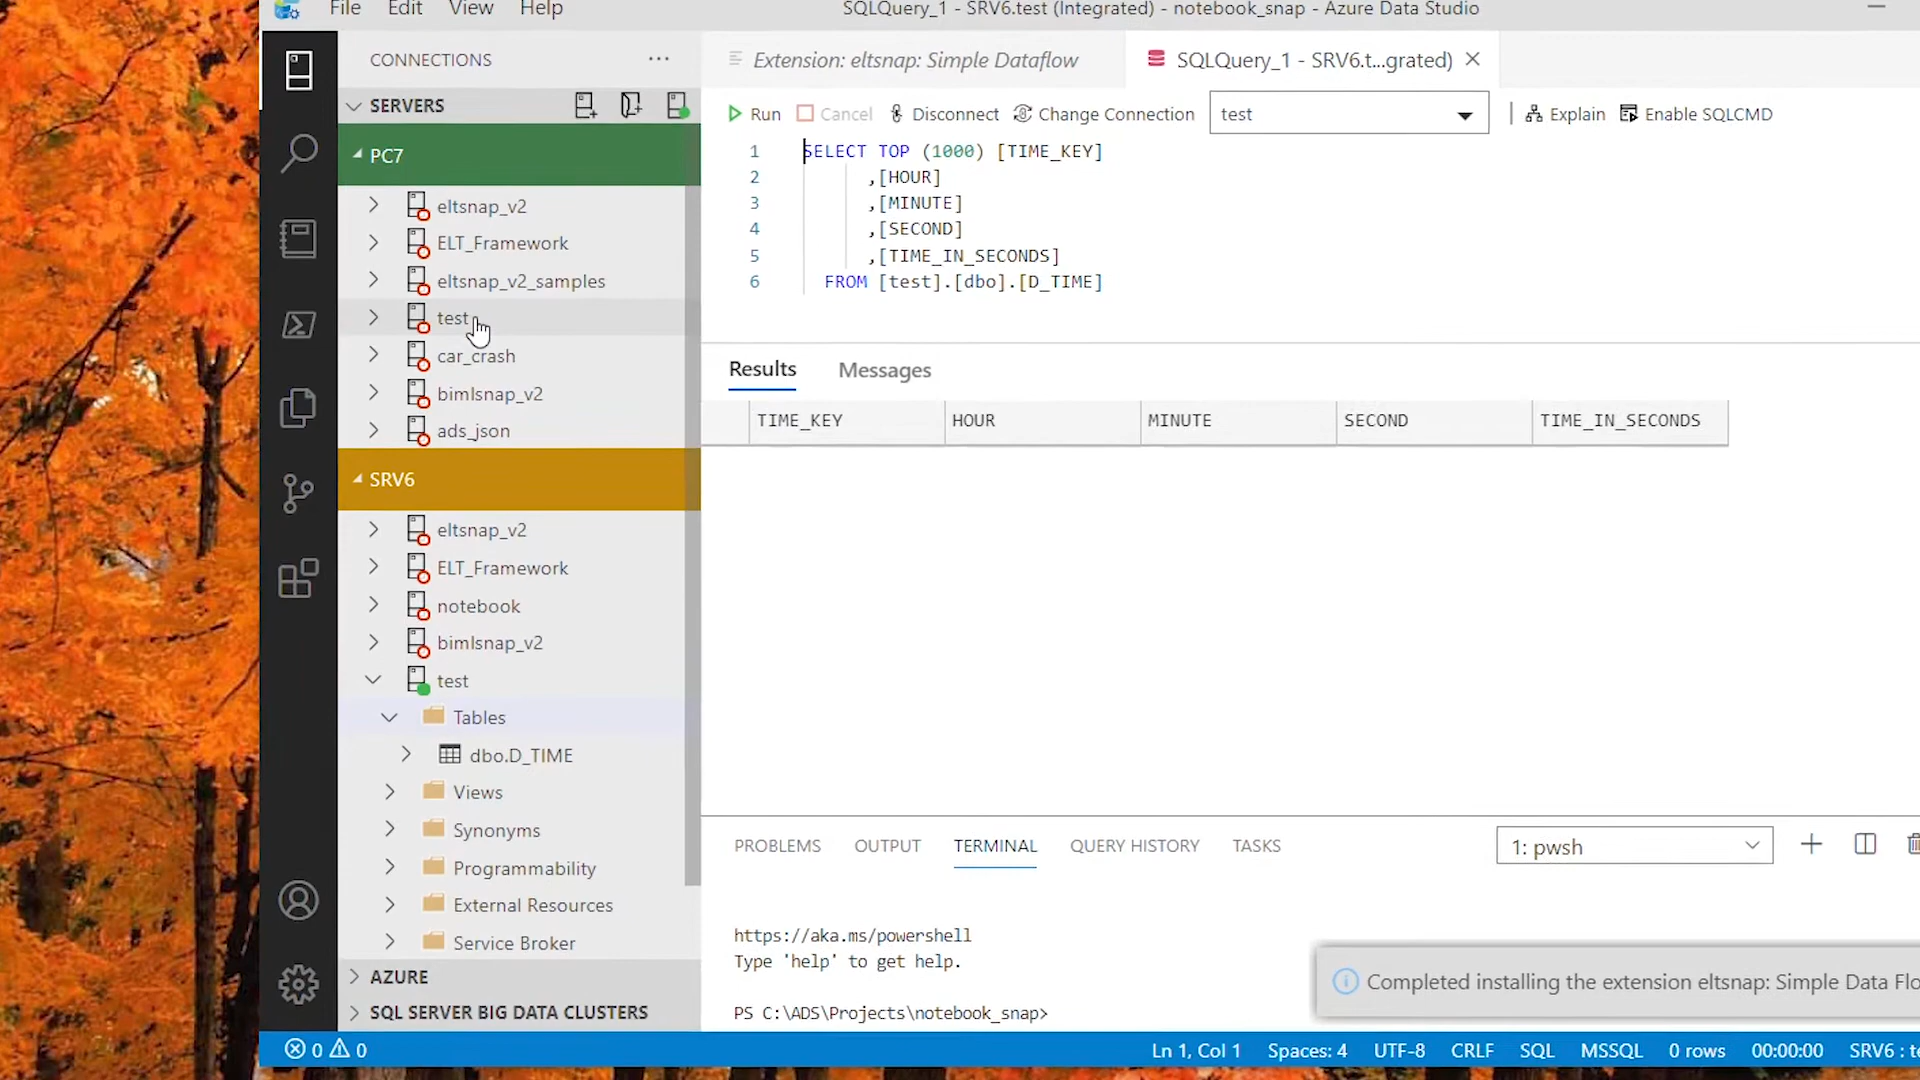 File Edit View Help
SQLQuery_1 - SRV6.test (Integrated) - notebook_snap - Azure Data Studio
CONNECTIONS
SERVERS
PC7
eltsnap_v2
ELT_Framework
eltsnap_v2_samples
test
car_crash
bimlsnap_v2
ads_json
SRV6
eltsnap_v2
ELT_Framework
notebook
bimlsnap_v2
test
Tables
dbo.D_TIME
Views
Synonyms
Programmability
External Resources
Service Broker
AZURE
SQL SERVER BIG DATA CLUSTERS
Extension: eltsnap: Simple Dataflow
SQLQuery_1 - SRV6.t...grated)
Run Cancel Disconnect Change Connection test Explain Enable SQLCMD
1 SELECT TOP (1000) [TIME_KEY]
2 ,[HOUR]
3 ,[MINUTE]
4 ,[SECOND]
5 ,[TIME_IN_SECONDS]
6 FROM [test].[dbo].[D_TIME]
Results Messages
TIME_KEY HOUR MINUTE SECOND TIME_IN_SECONDS
PROBLEMS OUTPUT TERMINAL QUERY HISTORY TASKS
1: pwsh
https://aka.ms/powershell
Type 'help' to get help.
PS C:\ADS\Projects\notebook_snap>
Completed installing the extension eltsnap: Simple Data Flo
0 0
Ln 1, Col 1 Spaces: 4 UTF-8 CRLF SQL MSSQL 0 rows 00:00:00 SRV6 : te